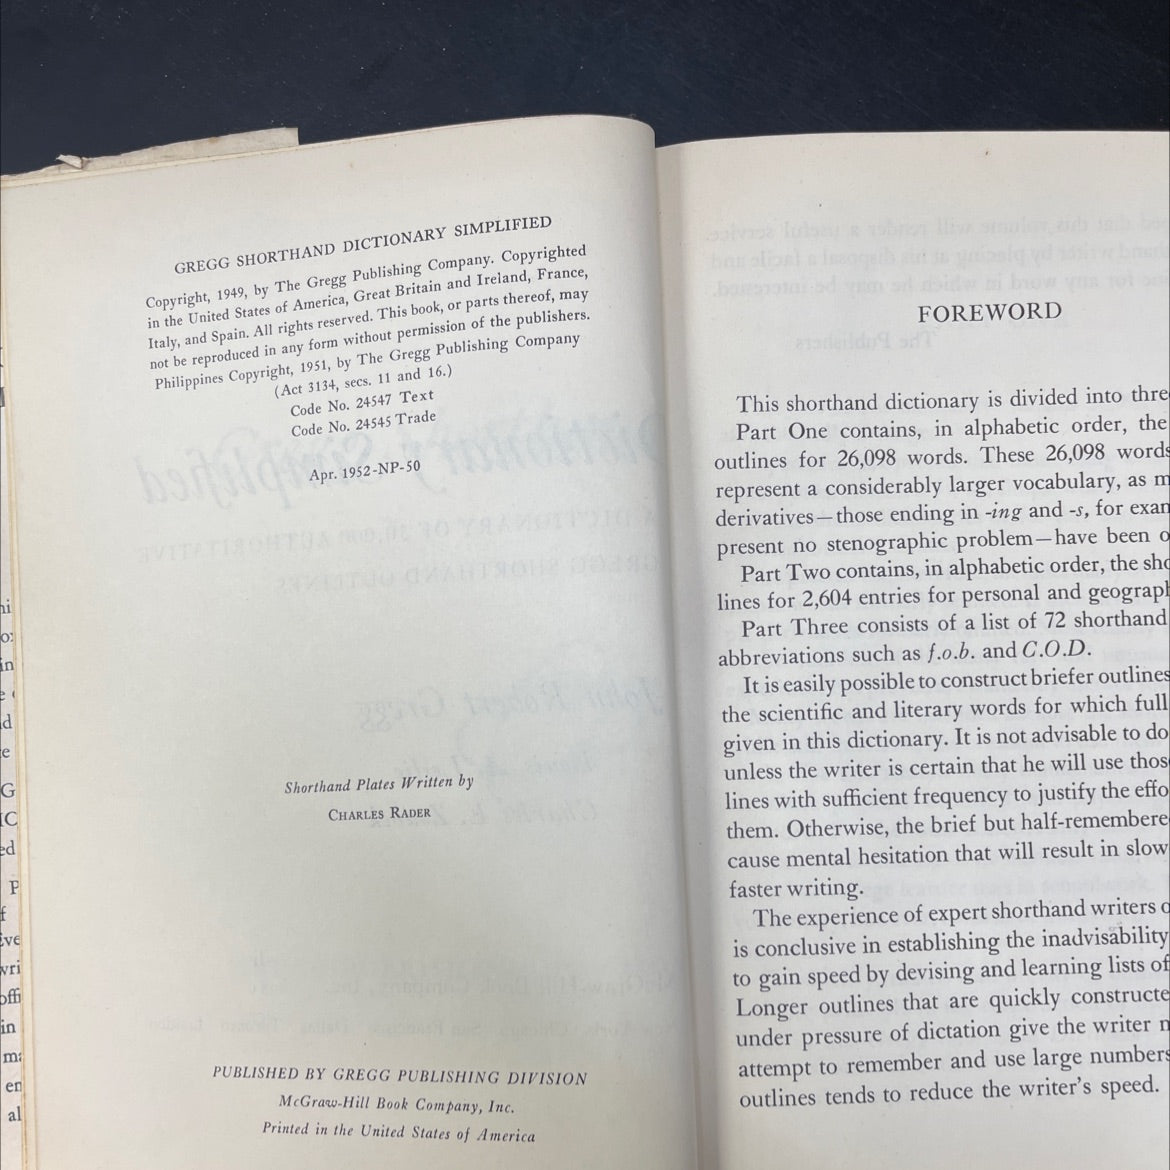 GREGG SHORTHAND DICTIONARY SIMPLIFIED
Copyright, 1949, by The Gregg Publishing Company. Copyrighted
in the United States of America, Great Britain and Ireland, France,
Italy, and Spain. All rights reserved. This book, or parts thereof, may
not be reproduced in any form without permission of the publishers.
Philippines Copyright, 1951, by The Gregg Publishing Company
(Act 3134, secs. 11 and 16.)
Code No. 24547 Text
Code No. 24545 Trade
Apr. 1952-NP-50
Shorthand Plates Written by
CHARLES RADER
PUBLISHED BY GREGG PUBLISHING DIVISION
McGraw-Hill Book Company, Inc.
Printed in the United States of America
FOREWORD
This shorthand dictionary is divided into thre
Part One contains, in alphabetic order, the
outlines for 26,098 words. These 26,098 words
represent a considerably larger vocabulary, as m
derivatives—those ending in -ing and -s, for exam
present no stenographic problem—have been o
Part Two contains, in alphabetic order, the sho
lines for 2,604 entries for personal and geograph
Part Three consists of a list of 72 shorthand
abbreviations such as f.o.b. and C.O.D.
It is easily possible to construct briefer outlines
the scientific and literary words for which full
given in this dictionary. It is not advisable to do
unless the writer is certain that he will use thos
lines with sufficient frequency to justify the effo
them. Otherwise, the brief but half-remembere
cause mental hesitation that will result in slow
faster writing.
The experience of expert shorthand writers o
is conclusive in establishing the inadvisability
to gain speed by devising and learning lists of
Longer outlines that are quickly constructe
under pressure of dictation give the writer m
attempt to remember and use large numbers
outlines tends to reduce the writer's speed.